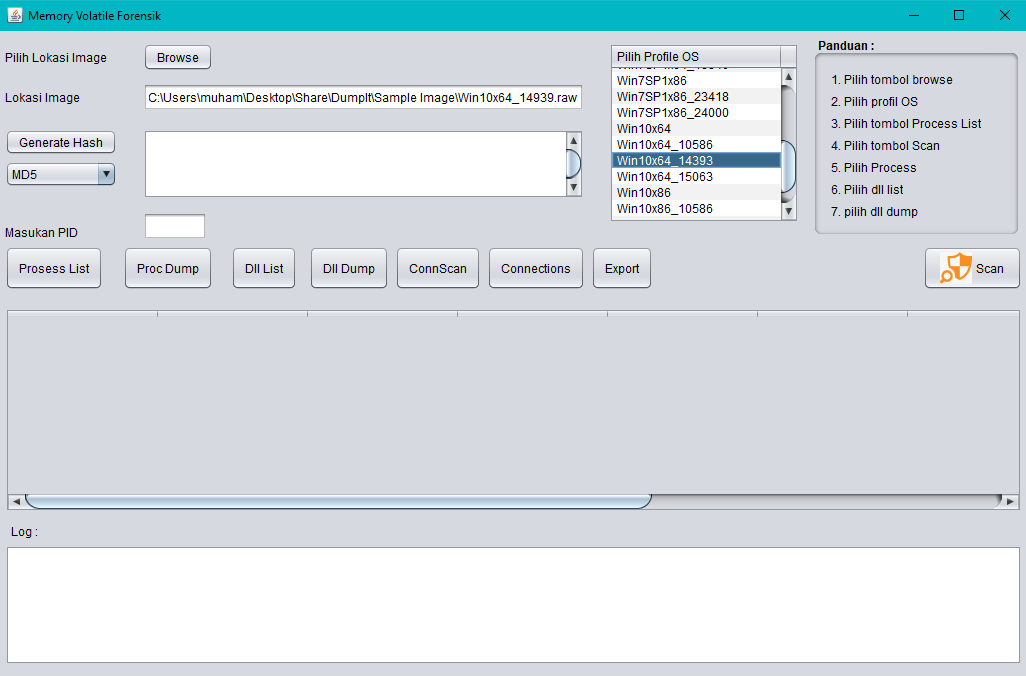 Memory Volatile Forensik
Pilih Lokasi Image
Browse
Lokasi Image
C:\Users\muham\Desktop\Share\DumpIt\Sample Image\Win10x64_14939.raw
Generate Hash
MD5
Masukan PID
Pilih Profile OS
Win7SP1x86
Win7SP1x86_23418
Win7SP1x86_24000
Win10x64
Win10x64_10586
Win10x64_14393
Win10x64_15063
Win10x86
Win10x86_10586
Panduan :
1. Pilih tombol browse
2. Pilih profil OS
3. Pilih tombol Process List
4. Pilih tombol Scan
5. Pilih Process
6. Pilih dll list
7. pilih dll dump
Prosess List
Proc Dump
Dll List
Dll Dump
ConnScan
Connections
Export
Scan
Log :